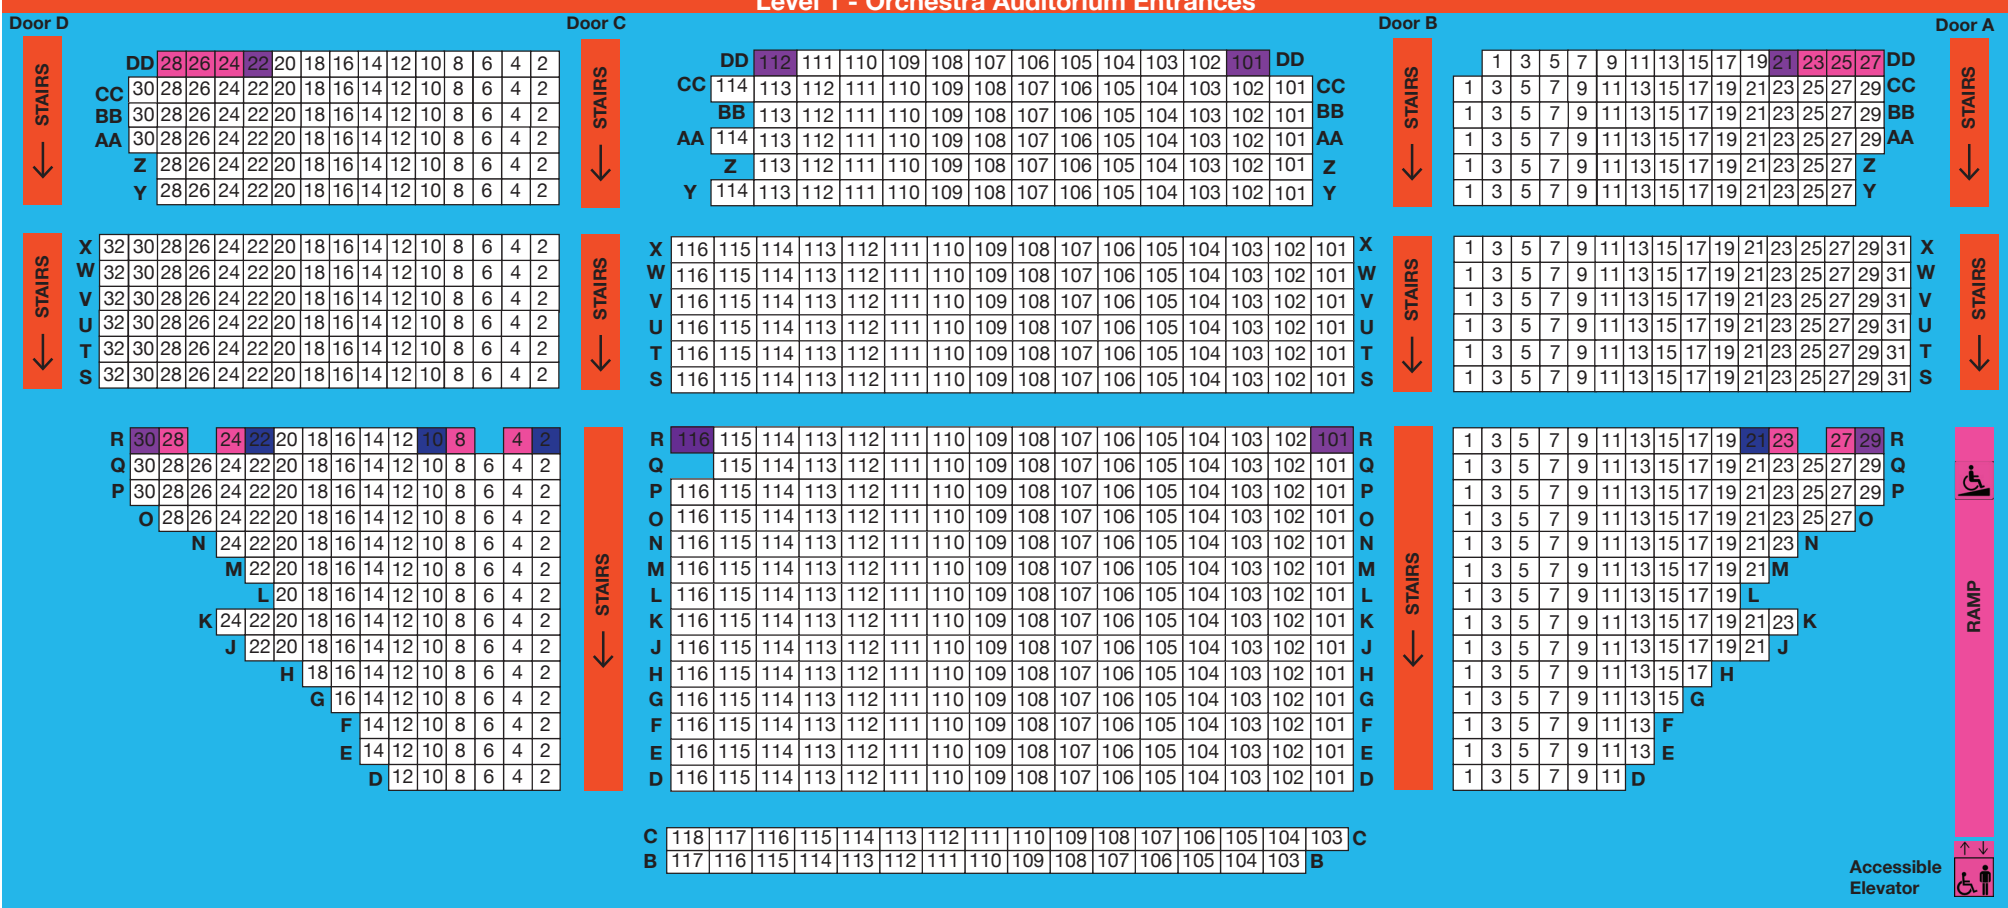 Level 1 - Orchestra Auditorium Entrances
Door D Door C Door B Door A
STAIRS STAIRS STAIRS STAIRS
DD 28 26 24 22 20 18 16 14 12 10 8 6 4 2 DD 112 111 110 109 108 107 106 105 104 103 102 101 DD 1 3 5 7 9 11 13 15 17 19 21 23 25 27 DD
CC 30 28 26 24 22 20 18 16 14 12 10 8 6 4 2 CC 114 113 112 111 110 109 108 107 106 105 104 103 102 101 CC 1 3 5 7 9 11 13 15 17 19 21 23 25 27 29 CC
BB 30 28 26 24 22 20 18 16 14 12 10 8 6 4 2 BB 113 112 111 110 109 108 107 106 105 104 103 102 101 BB 1 3 5 7 9 11 13 15 17 19 21 23 25 27 29 BB
AA 30 28 26 24 22 20 18 16 14 12 10 8 6 4 2 AA 114 113 112 111 110 109 108 107 106 105 104 103 102 101 AA 1 3 5 7 9 11 13 15 17 19 21 23 25 27 29 AA
Z 28 26 24 22 20 18 16 14 12 10 8 6 4 2 Z 113 112 111 110 109 108 107 106 105 104 103 102 101 Z 1 3 5 7 9 11 13 15 17 19 21 23 25 27 Z
Y 28 26 24 22 20 18 16 14 12 10 8 6 4 2 Y 114 113 112 111 110 109 108 107 106 105 104 103 102 101 Y 1 3 5 7 9 11 13 15 17 19 21 23 25 27 Y
STAIRS STAIRS STAIRS STAIRS
X 32 30 28 26 24 22 20 18 16 14 12 10 8 6 4 2 X 116 115 114 113 112 111 110 109 108 107 106 105 104 103 102 101 X 1 3 5 7 9 11 13 15 17 19 21 23 25 27 29 31 X
W 32 30 28 26 24 22 20 18 16 14 12 10 8 6 4 2 W 116 115 114 113 112 111 110 109 108 107 106 105 104 103 102 101 W 1 3 5 7 9 11 13 15 17 19 21 23 25 27 29 31 W
V 32 30 28 26 24 22 20 18 16 14 12 10 8 6 4 2 V 116 115 114 113 112 111 110 109 108 107 106 105 104 103 102 101 V 1 3 5 7 9 11 13 15 17 19 21 23 25 27 29 31 V
U 32 30 28 26 24 22 20 18 16 14 12 10 8 6 4 2 U 116 115 114 113 112 111 110 109 108 107 106 105 104 103 102 101 U 1 3 5 7 9 11 13 15 17 19 21 23 25 27 29 31 U
T 32 30 28 26 24 22 20 18 16 14 12 10 8 6 4 2 T 116 115 114 113 112 111 110 109 108 107 106 105 104 103 102 101 T 1 3 5 7 9 11 13 15 17 19 21 23 25 27 29 31 T
S 32 30 28 26 24 22 20 18 16 14 12 10 8 6 4 2 S 116 115 114 113 112 111 110 109 108 107 106 105 104 103 102 101 S 1 3 5 7 9 11 13 15 17 19 21 23 25 27 29 31 S
R 30 28 24 22 20 18 16 14 12 10 8 4 2 R 116 115 114 113 112 111 110 109 108 107 106 105 104 103 102 101 R 1 3 5 7 9 11 13 15 17 19 21 23 27 29 R
Q 30 28 26 24 22 20 18 16 14 12 10 8 6 4 2 Q 115 114 113 112 111 110 109 108 107 106 105 104 103 102 101 Q 1 3 5 7 9 11 13 15 17 19 21 23 25 27 29 Q
P 30 28 26 24 22 20 18 16 14 12 10 8 6 4 2 P 116 115 114 113 112 111 110 109 108 107 106 105 104 103 102 101 P 1 3 5 7 9 11 13 15 17 19 21 23 25 27 29 P
O 28 26 24 22 20 18 16 14 12 10 8 6 4 2 O 116 115 114 113 112 111 110 109 108 107 106 105 104 103 102 101 O 1 3 5 7 9 11 13 15 17 19 21 23 25 27 O
N 24 22 20 18 16 14 12 10 8 6 4 2 N 116 115 114 113 112 111 110 109 108 107 106 105 104 103 102 101 N 1 3 5 7 9 11 13 15 17 19 21 23 N
M 22 20 18 16 14 12 10 8 6 4 2 M 116 115 114 113 112 111 110 109 108 107 106 105 104 103 102 101 M 1 3 5 7 9 11 13 15 17 19 21 M
STAIRS STAIRS RAMP
L 20 18 16 14 12 10 8 6 4 2 L 116 115 114 113 112 111 110 109 108 107 106 105 104 103 102 101 L 1 3 5 7 9 11 13 15 17 19 L
K 24 22 20 18 16 14 12 10 8 6 4 2 K 116 115 114 113 112 111 110 109 108 107 106 105 104 103 102 101 K 1 3 5 7 9 11 13 15 17 19 21 23 K
J 22 20 18 16 14 12 10 8 6 4 2 J 116 115 114 113 112 111 110 109 108 107 106 105 104 103 102 101 J 1 3 5 7 9 11 13 15 17 19 21 J
H 18 16 14 12 10 8 6 4 2 H 116 115 114 113 112 111 110 109 108 107 106 105 104 103 102 101 H 1 3 5 7 9 11 13 15 17 H
G 16 14 12 10 8 6 4 2 G 116 115 114 113 112 111 110 109 108 107 106 105 104 103 102 101 G 1 3 5 7 9 11 13 15 G
F 14 12 10 8 6 4 2 F 116 115 114 113 112 111 110 109 108 107 106 105 104 103 102 101 F 1 3 5 7 9 11 13 F
E 14 12 10 8 6 4 2 E 116 115 114 113 112 111 110 109 108 107 106 105 104 103 102 101 E 1 3 5 7 9 11 13 E
D 12 10 8 6 4 2 D 116 115 114 113 112 111 110 109 108 107 106 105 104 103 102 101 D 1 3 5 7 9 11 D
C 118 117 116 115 114 113 112 111 110 109 108 107 106 105 104 103 C
B 117 116 115 114 113 112 111 110 109 108 107 106 105 104 103 B
Accessible
Elevator